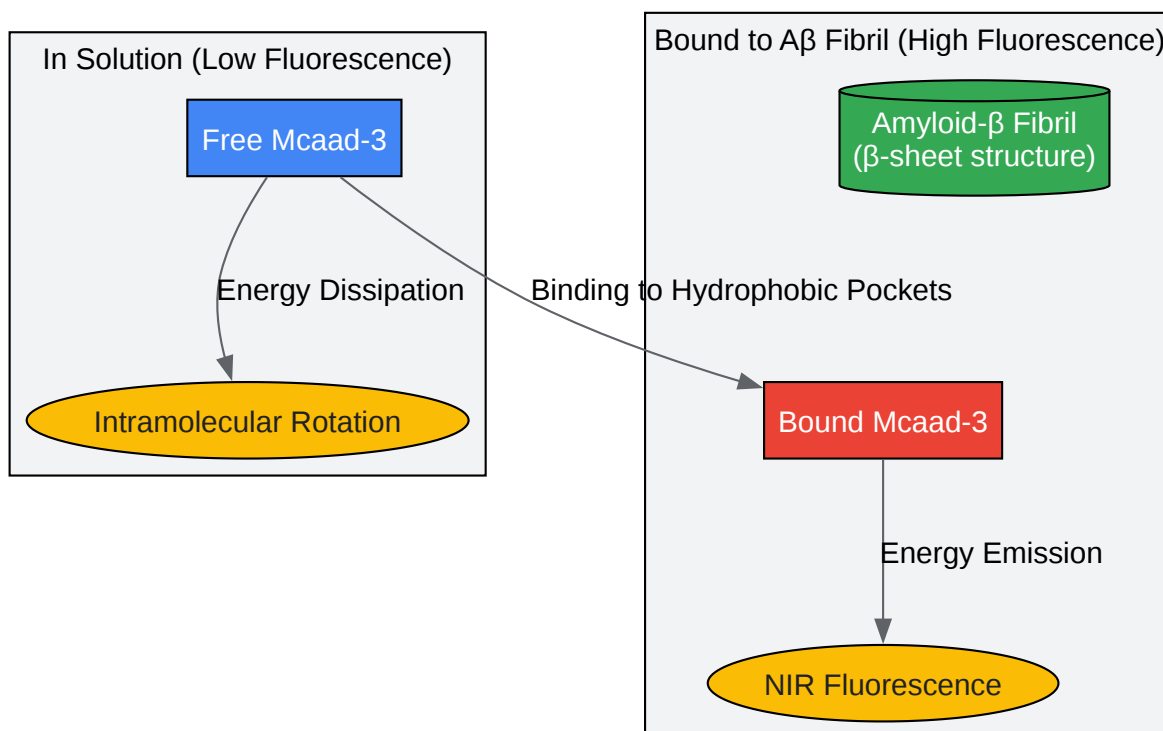 In Solution (Low Fluorescence)
Free Mcaad-3
Energy Dissipation
Intramolecular Rotation
Binding to Hydrophobic Pockets
Bound to Aβ Fibril (High Fluorescence)
Amyloid-β Fibril
(β-sheet structure)
Bound Mcaad-3
Energy Emission
NIR Fluorescence